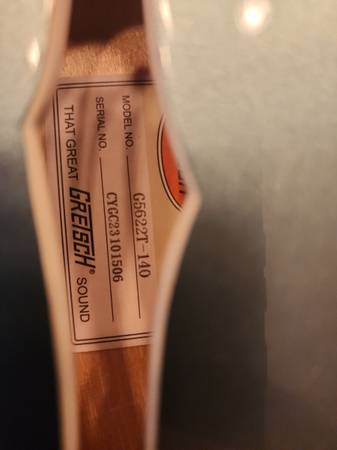 MODEL NO. G5622T-140
SERIAL NO. CYGC23101506
THAT GREAT GRETSCH® SOUND